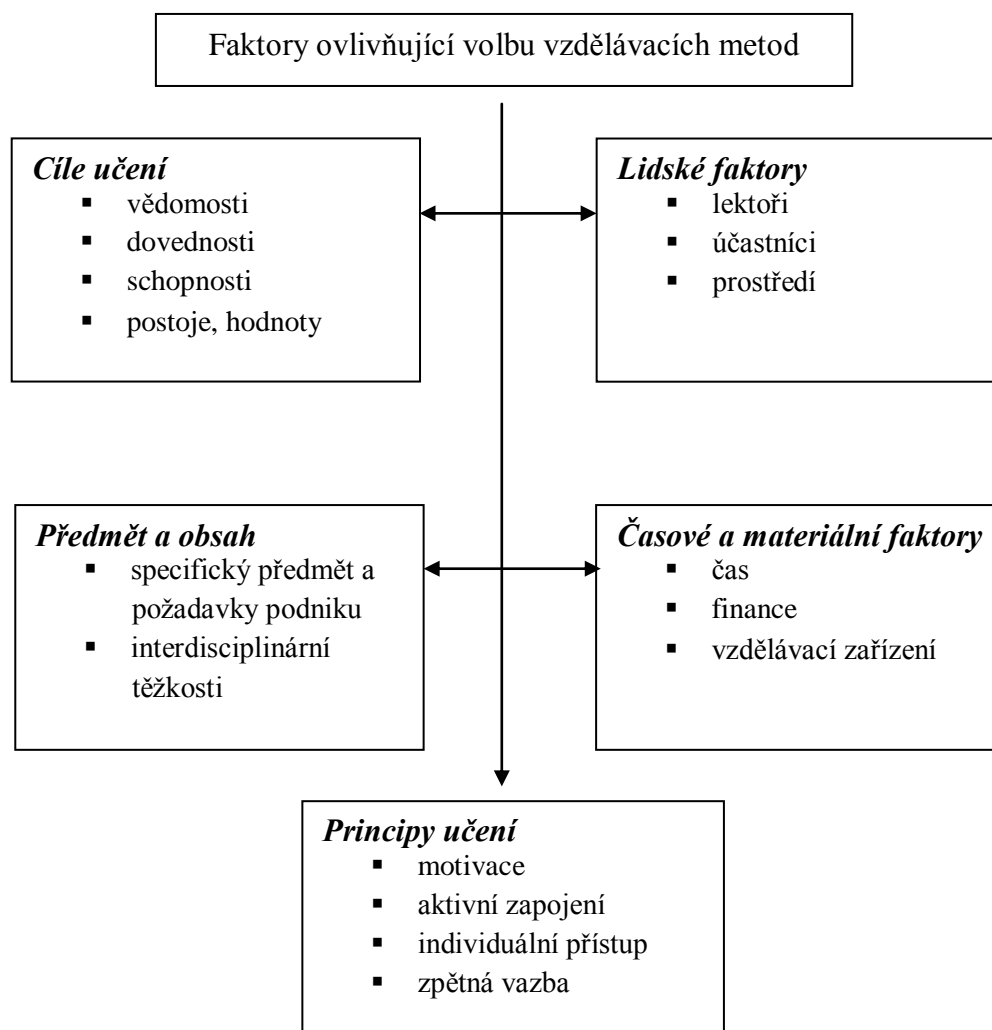 Faktory ovlivňující volbu vzdělávacích metod
Cíle učení
▪ vědomosti
▪ dovednosti
▪ schopnosti
▪ postoje, hodnoty
Lidské faktory
▪ lektoři
▪ účastníci
▪ prostředí
Předmět a obsah
▪ specifický předmět a
požadavky podniku
▪ interdisciplinární
těžkosti
Časové a materiální faktory
▪ čas
▪ finance
▪ vzdělávací zařízení
Principy učení
▪ motivace
▪ aktivní zapojení
▪ individuální přístup
▪ zpětná vazba